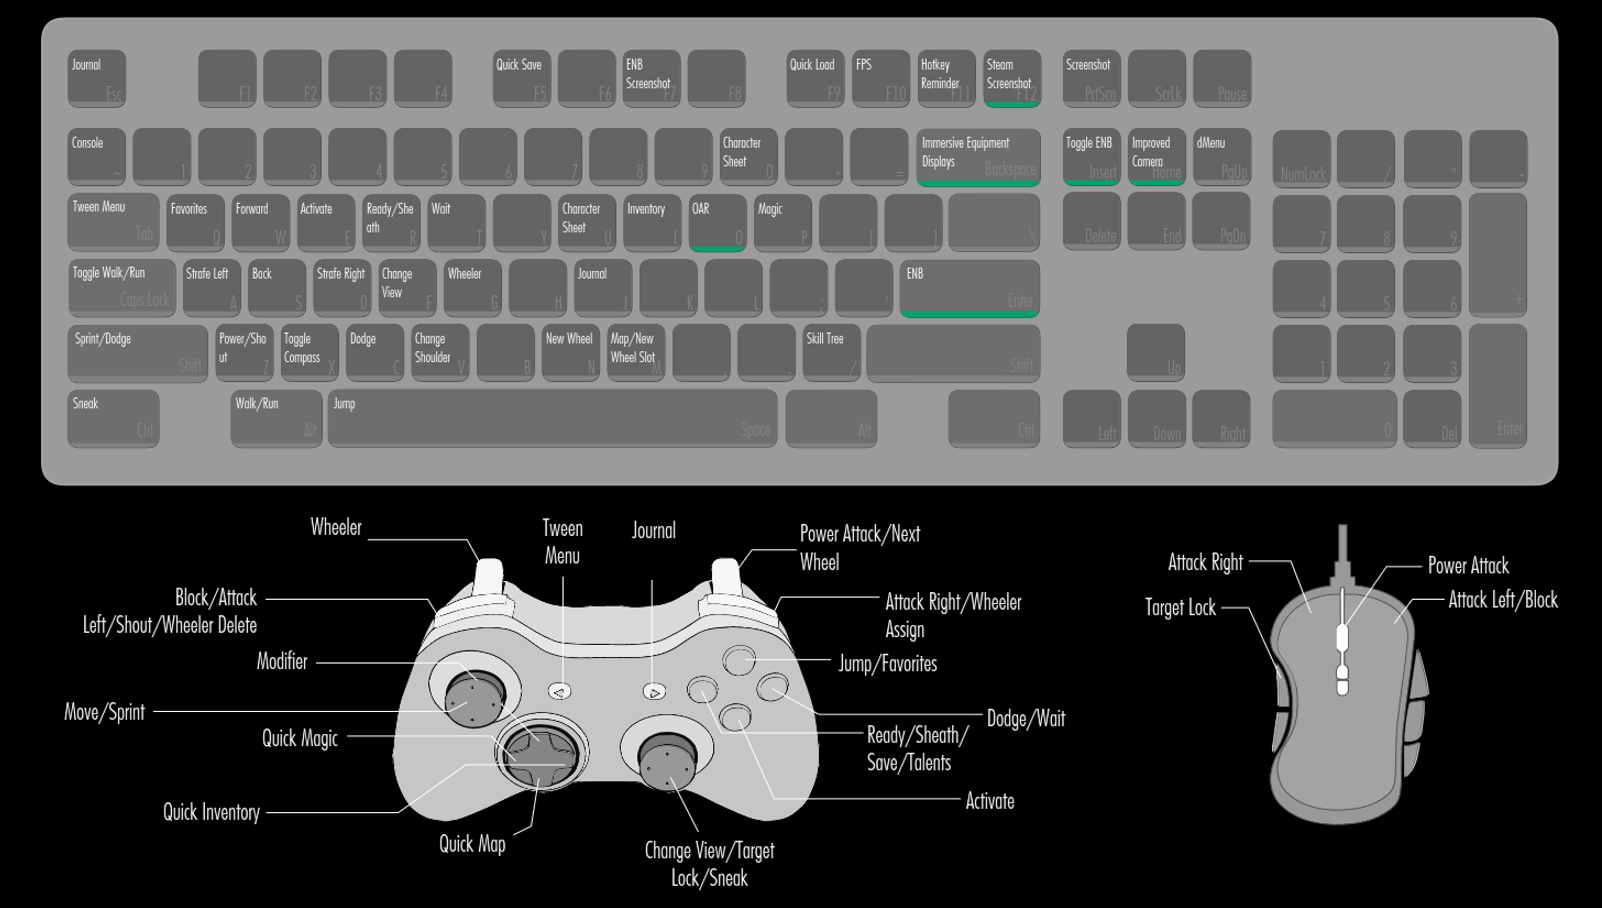 Journal
Esc
F1
F2
F3
F4
Quick Save
F5
F6
ENB
Screenshot
F7
F8
Quick Load
F9
FPS
F10
Hotkey
Reminder
F11
Steam
Screenshot
F12
Screenshot
PrtScn
ScrLk
Pause
Console
~
1
2
3
4
5
6
7
8
9
Character
Sheet
0
-
=
Immersive Equipment
Displays
Backspace
Toggle ENB
Insert
Improved
Camera
Home
dMenu
PgUp
NumLock
/
*
-
Tween Menu
Tab
Favorites
Q
Forward
W
Activate
E
Ready/She
ath
R
Wait
T
Y
Character
Sheet
U
Inventory
I
OAR
O
Magic
P
[
]
\
Delete
End
PgDn
7
8
9
+
Toggle Walk/Run
Caps Lock
Strafe Left
A
Back
S
Strafe Right
D
Change
View
F
Wheeler
G
H
Journal
J
K
L
;
'
ENB
Enter
4
5
6
Sprint/Dodge
Shift
Power/Sho
ut
Z
Toggle
Compass
X
Dodge
C
Change
Shoulder
V
B
New Wheel
N
Map/New
Wheel Slot
M
,
.
Skill Tree
/
Shift
Up
1
2
3
Enter
Sneak
Ctrl
Walk/Run
Alt
Jump
Space
Alt
Ctrl
Left
Down
Right
0
Del
Wheeler
Tween
Menu
Journal
Power Attack/Next
Wheel
Block/Attack
Left/Shout/Wheeler Delete
Attack Right/Wheeler
Assign
Modifier
Jump/Favorites
Move/Sprint
Dodge/Wait
Quick Magic
Ready/Sheath/
Save/Talents
Quick Inventory
Activate
Quick Map
Change View/Target
Lock/Sneak
Attack Right
Power Attack
Target Lock
Attack Left/Block